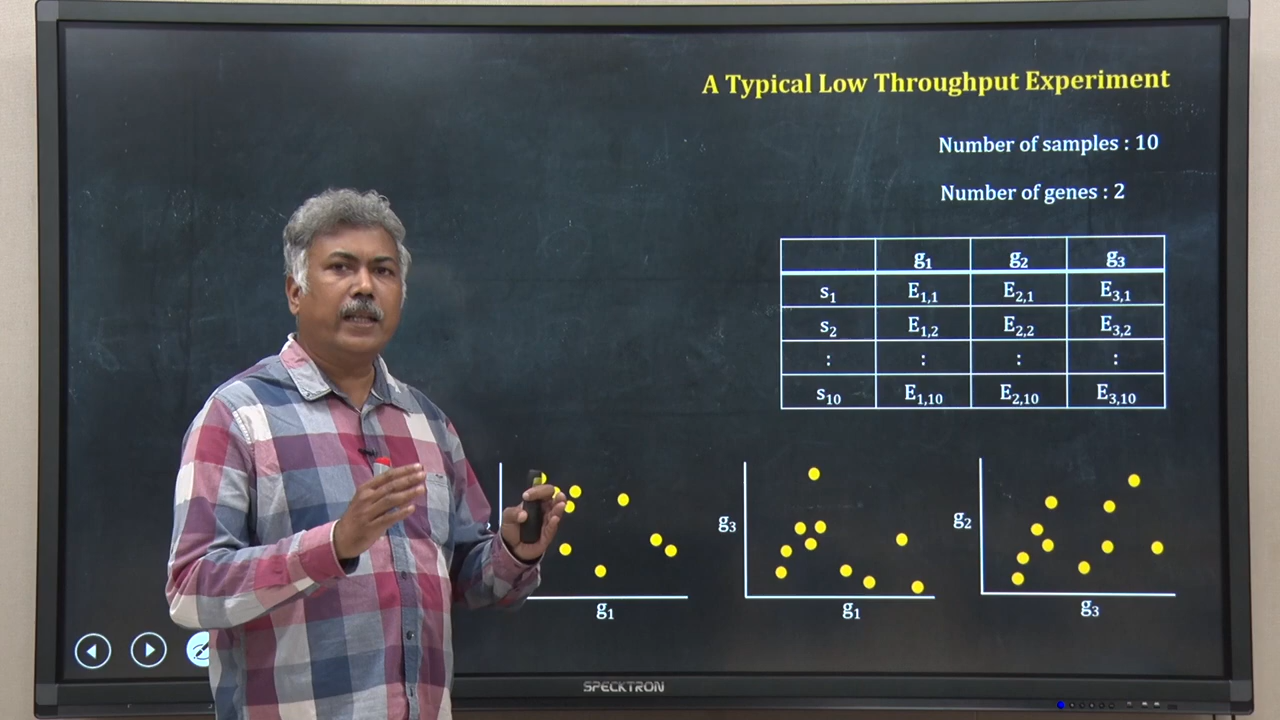 A Typical Low Throughput Experiment
Number of samples : 10
Number of genes : 2
g₁ g₂ g₃
s₁ E₁,₁ E₂,₁ E₃,₁
s₂ E₁,₂ E₂,₂ E₃,₂
: : : :
s₁₀ E₁,₁₀ E₂,₁₀ E₃,₁₀
g₃ g₂
g₁ g₁ g₃
SPECKTRON